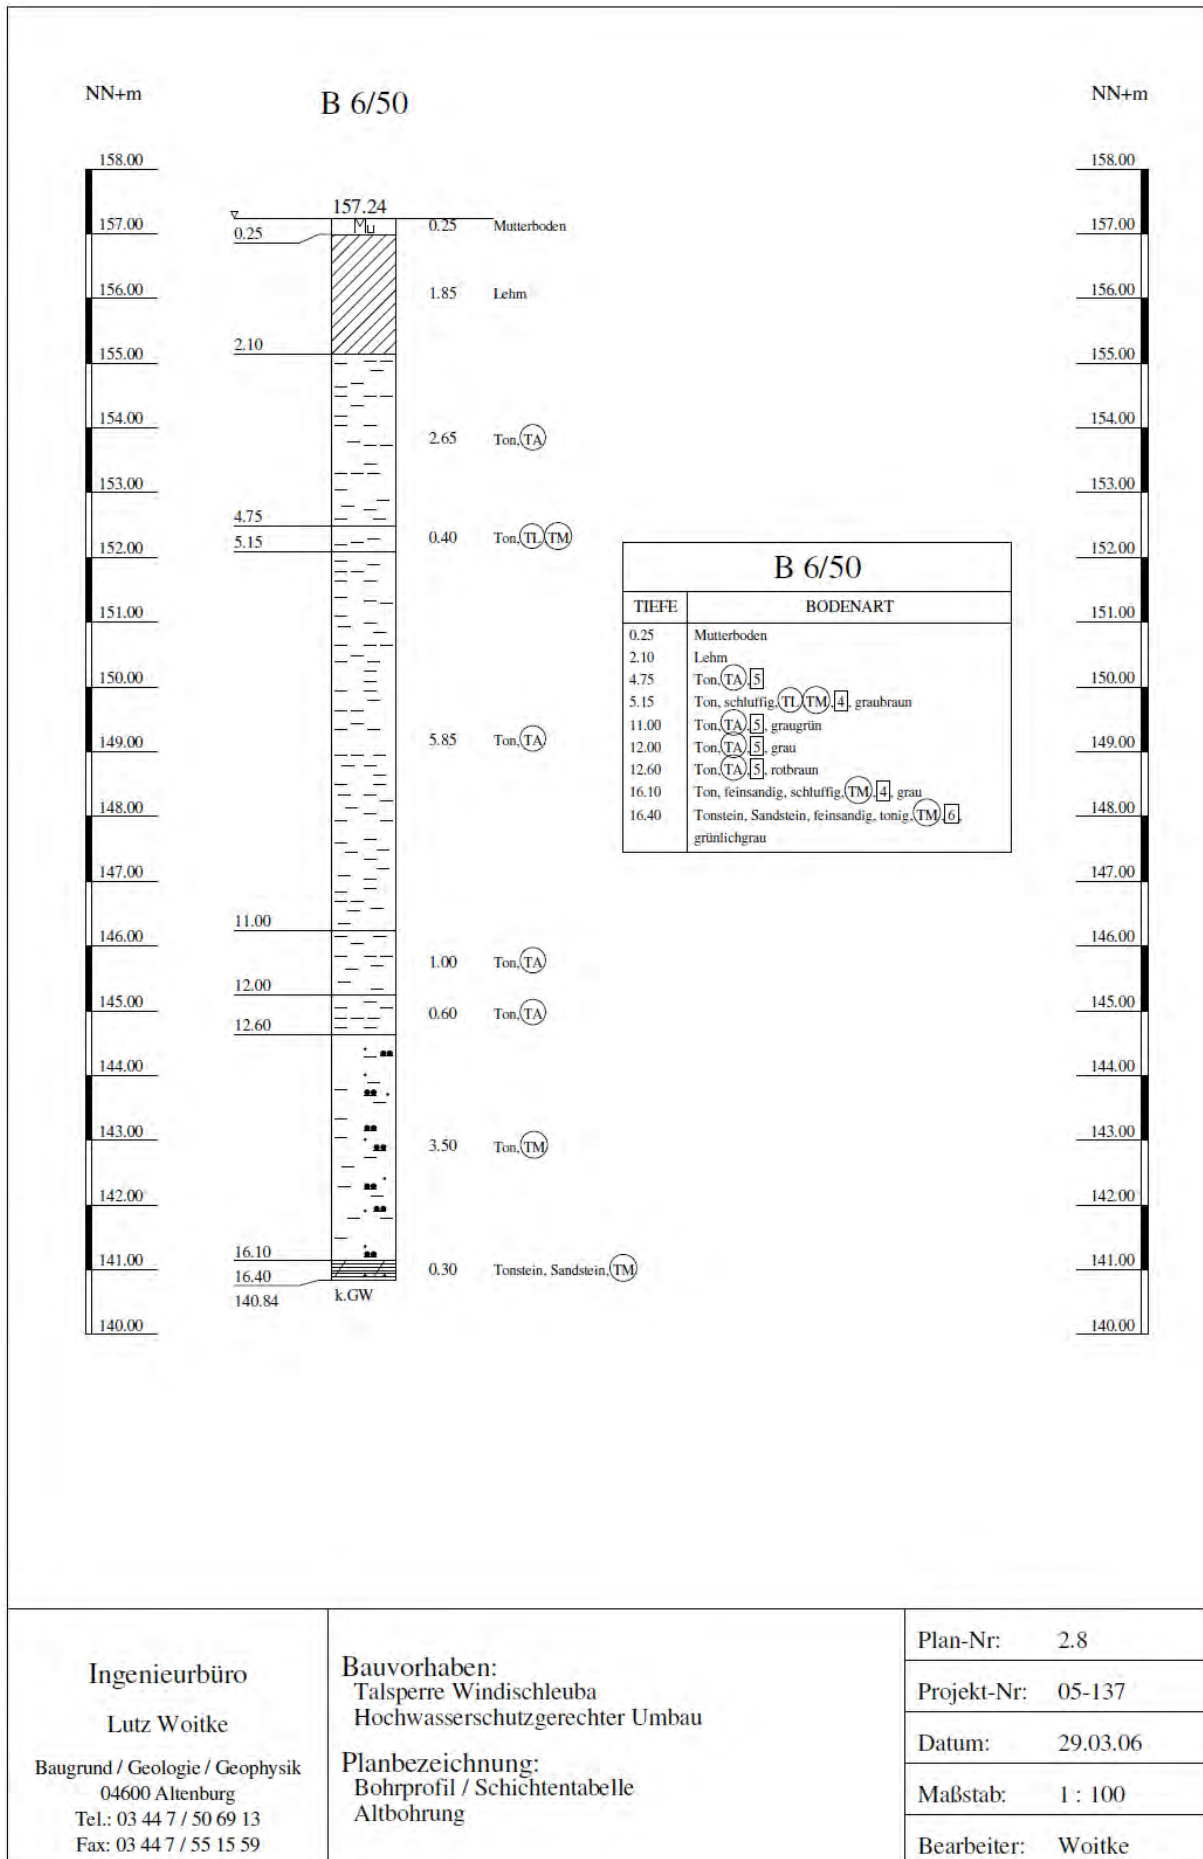 NN+m
B 6/50
NN+m
158.00
157.00
156.00
155.00
154.00
153.00
152.00
151.00
150.00
149.00
148.00
147.00
146.00
145.00
144.00
143.00
142.00
141.00
140.00
157.24
Mu
0.25
0.25 Mutterboden
1.85 Lehm
2.10
2.65 Ton, TA
4.75
0.40 Ton, TL, TM
5.15
5.85 Ton, TA
11.00
1.00 Ton, TA
12.00
0.60 Ton, TA
12.60
3.50 Ton, TM
16.10
0.30 Tonstein, Sandstein, TM
16.40
140.84
k.GW
B 6/50
TIEFE BODENART
0.25 Mutterboden
2.10 Lehm
4.75 Ton, TA, 5
5.15 Ton, schluffig, TL, TM, 4, graubraun
11.00 Ton, TA, 5, graugrün
12.00 Ton, TA, 5, grau
12.60 Ton, TA, 5, rotbraun
16.10 Ton, feinsandig, schluffig, TM, 4, grau
16.40 Tonstein, Sandstein, feinsandig, tonig, TM, 6,
grünlichgrau
158.00
157.00
156.00
155.00
154.00
153.00
152.00
151.00
150.00
149.00
148.00
147.00
146.00
145.00
144.00
143.00
142.00
141.00
140.00
Ingenieurbüro
Lutz Woitke
Baugrund / Geologie / Geophysik
04600 Altenburg
Tel.: 03 44 7 / 50 69 13
Fax: 03 44 7 / 55 15 59
Bauvorhaben:
Talsperre Windischleuba
Hochwasserschutzgerechter Umbau
Planbezeichnung:
Bohrprofil / Schichtentabelle
Altbohrung
Plan-Nr: 2.8
Projekt-Nr: 05-137
Datum: 29.03.06
Maßstab: 1 : 100
Bearbeiter: Woitke